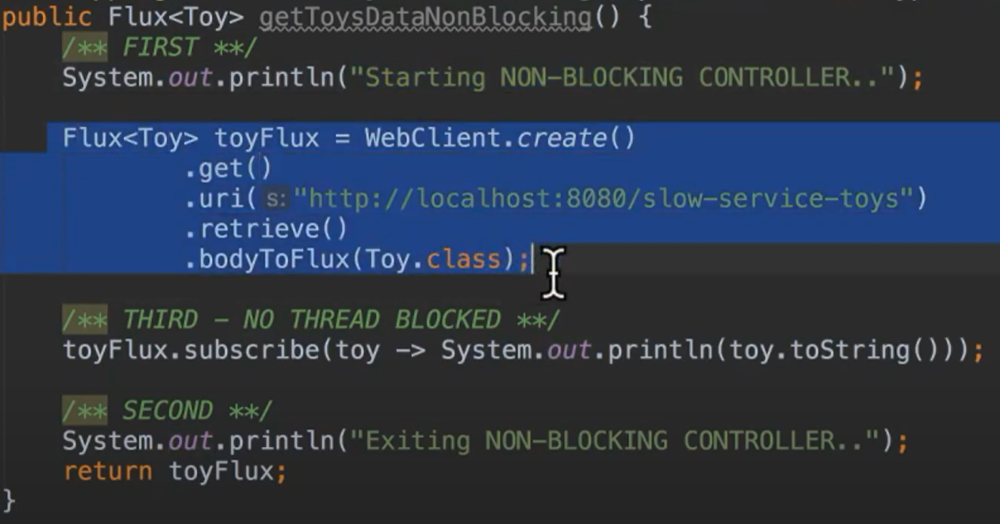 public Flux<Toy> getToysDataNonBlocking() {
/** FIRST **/
System.out.println("Starting NON-BLOCKING CONTROLLER..");
Flux<Toy> toyFlux = WebClient.create()
.get()
.uri( s: "http://localhost:8080/slow-service-toys")
.retrieve()
.bodyToFlux(Toy.class);
/** THIRD - NO THREAD BLOCKED **/
toyFlux.subscribe(toy -> System.out.println(toy.toString()));
/** SECOND **/
System.out.println("Exiting NON-BLOCKING CONTROLLER..");
return toyFlux;
}